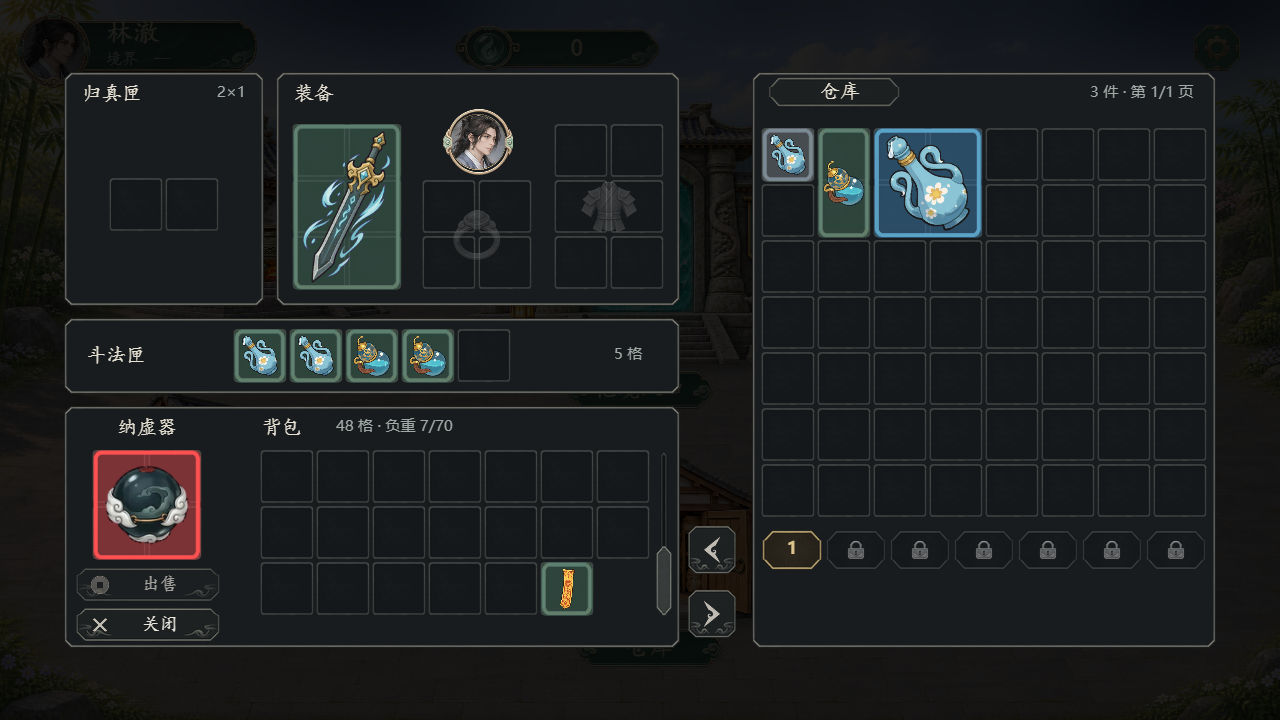 林澈
境界 一
0
归真匣 2×1
装备
仓库 3 件 · 第 1/1 页
斗法匣 5 格
纳虚器
背包 48 格 · 负重 7/70
出售
关闭
1
仓库